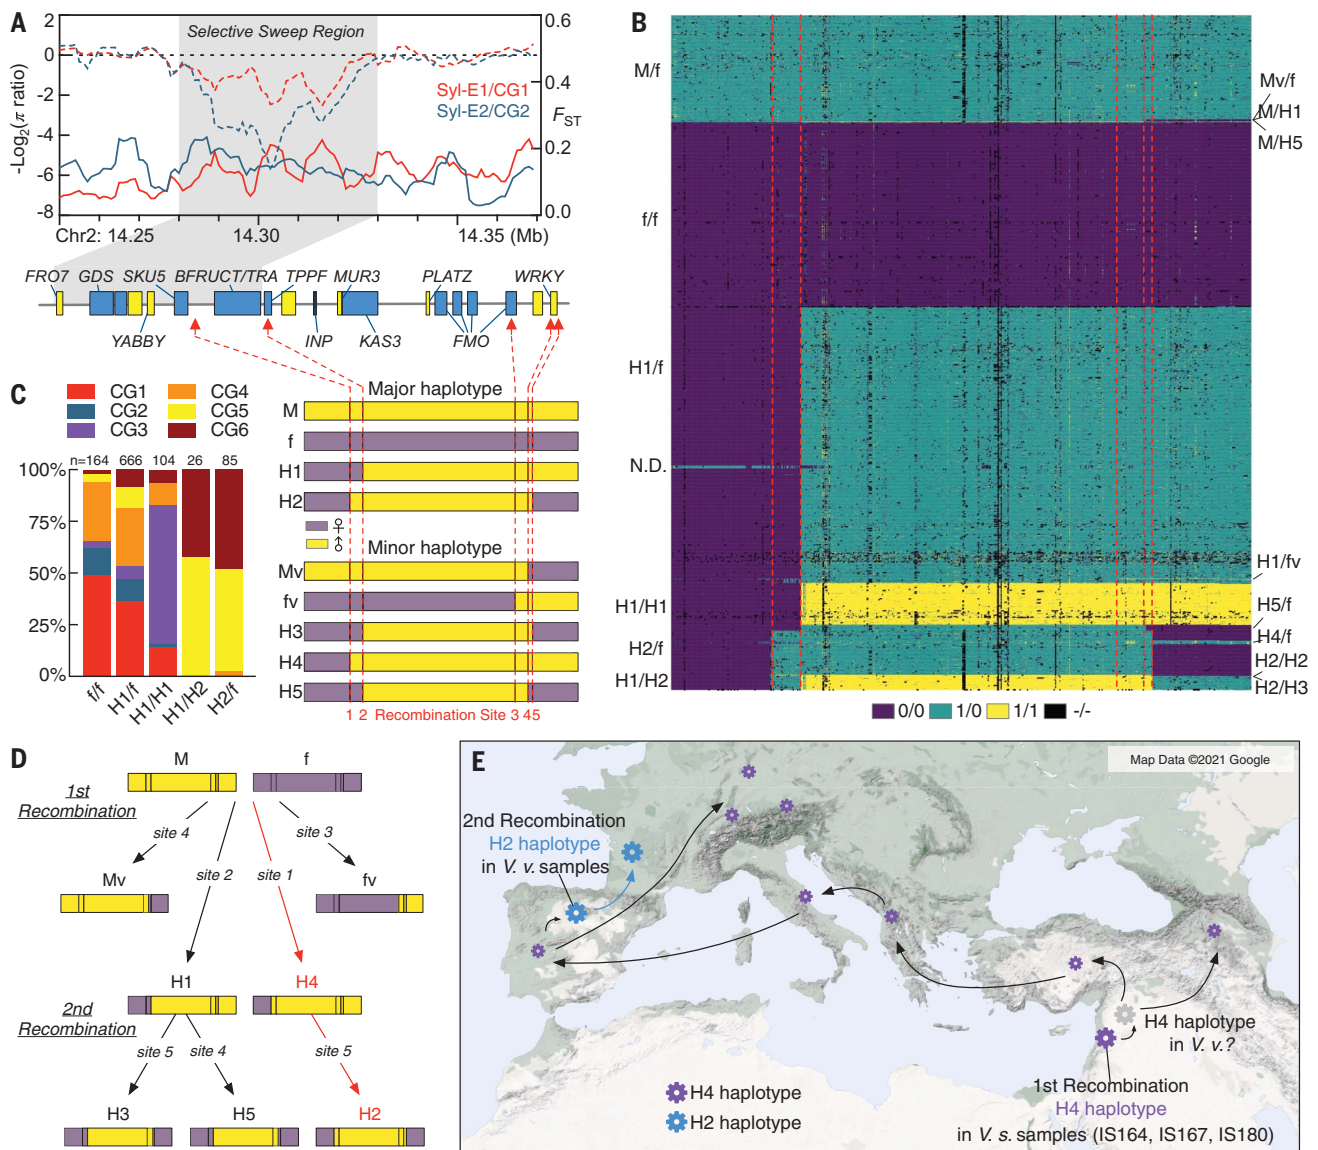 A
2
0
-2
-4
-6
-8
-Log2(π ratio)
0.6
0.4
0.2
0.0
FST
Selective Sweep Region
Syl-E1/CG1
Syl-E2/CG2
Chr2: 14.25
14.30
14.35 (Mb)
FRO7
GDS
SKU5
BFRUCT/TRA
TPPF
MUR3
PLATZ
WRKY
YABBY
INP
KAS3
FMO
B
M/f
f/f
H1/f
N.D.
H1/H1
H2/f
H1/H2
Mv/f
M/H1
M/H5
H1/fv
H5/f
H4/f
H2/H2
H2/H3
0/0
1/0
1/1
-/-
C
CG1
CG2
CG3
CG4
CG5
CG6
n=164 666 104 26 85
100%
75%
50%
25%
0%
f/f
H1/f
H1/H1
H1/H2
H2/f
Major haplotype
M
f
H1
H2
♀
♂
Minor haplotype
Mv
fv
H3
H4
H5
1 2 Recombination Site 3 45
D
M
f
1st
Recombination
site 4
site 2
site 1
site 3
Mv
fv
H1
H4
2nd
Recombination
site 5
site 4
site 5
H3
H5
H2
E
Map Data ©2021 Google
2nd Recombination
H2 haplotype
in V. v. samples
H4 haplotype
in V. v.?
1st Recombination
H4 haplotype
in V. s. samples (IS164, IS167, IS180)
H4 haplotype
H2 haplotype